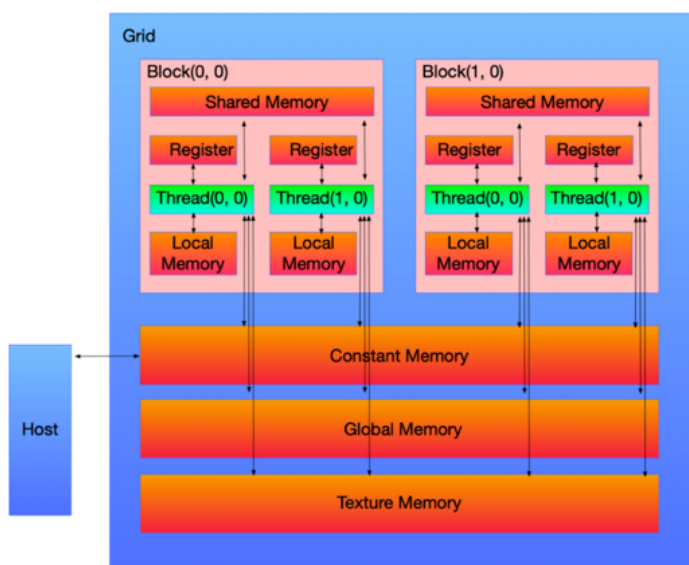 Grid
Block(0, 0)
Block(1, 0)
Shared Memory
Shared Memory
Register
Register
Register
Register
Thread(0, 0)
Thread(1, 0)
Thread(0, 0)
Thread(1, 0)
Local
Memory
Local
Memory
Local
Memory
Local
Memory
Constant Memory
Host
Global Memory
Texture Memory